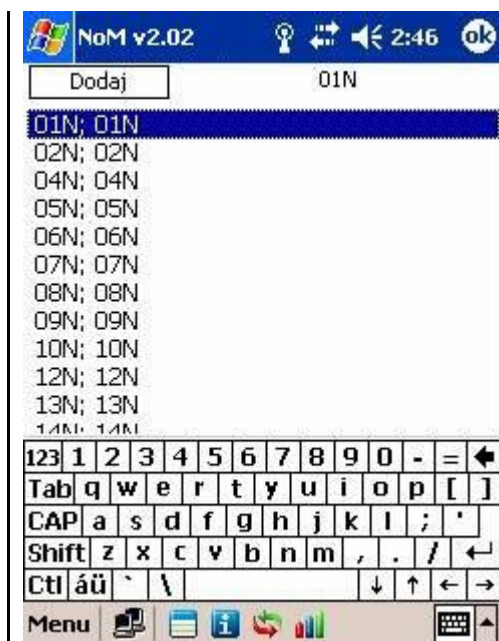 NoM v2.02 2:46 ok
Dodaj 01N
01N; 01N
02N; 02N
04N; 04N
05N; 05N
06N; 06N
07N; 07N
08N; 08N
09N; 09N
10N; 10N
12N; 12N
13N; 13N
14N; 14N
123 1 2 3 4 5 6 7 8 9 0 - =
Tab q w e r t y u i o p [ ]
CAP a s d f g h j k l ; '
Shift z x c v b n m , . /
Ctl áü ` \
Menu